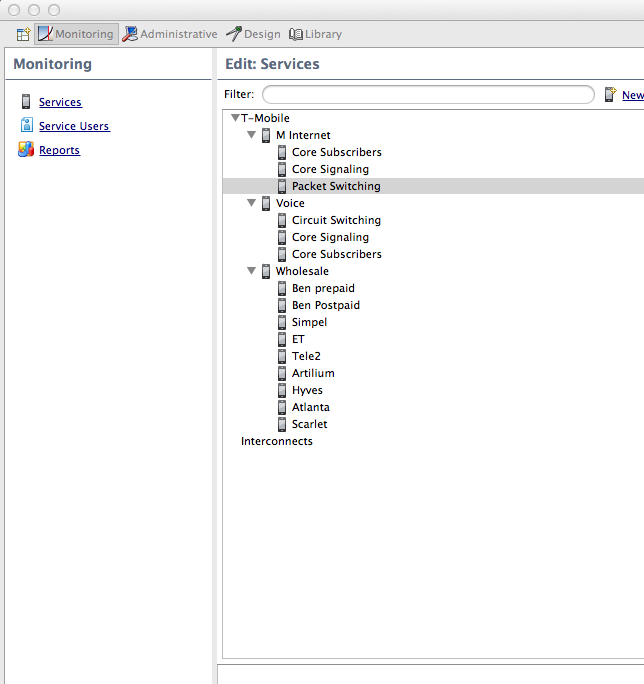 Monitoring Administrative Design Library
Monitoring
Services
Service Users
Reports
Edit: Services
Filter:
New
T-Mobile
M Internet
Core Subscribers
Core Signaling
Packet Switching
Voice
Circuit Switching
Core Signaling
Core Subscribers
Wholesale
Ben prepaid
Ben Postpaid
Simpel
ET
Tele2
Artilium
Hyves
Atlanta
Scarlet
Interconnects